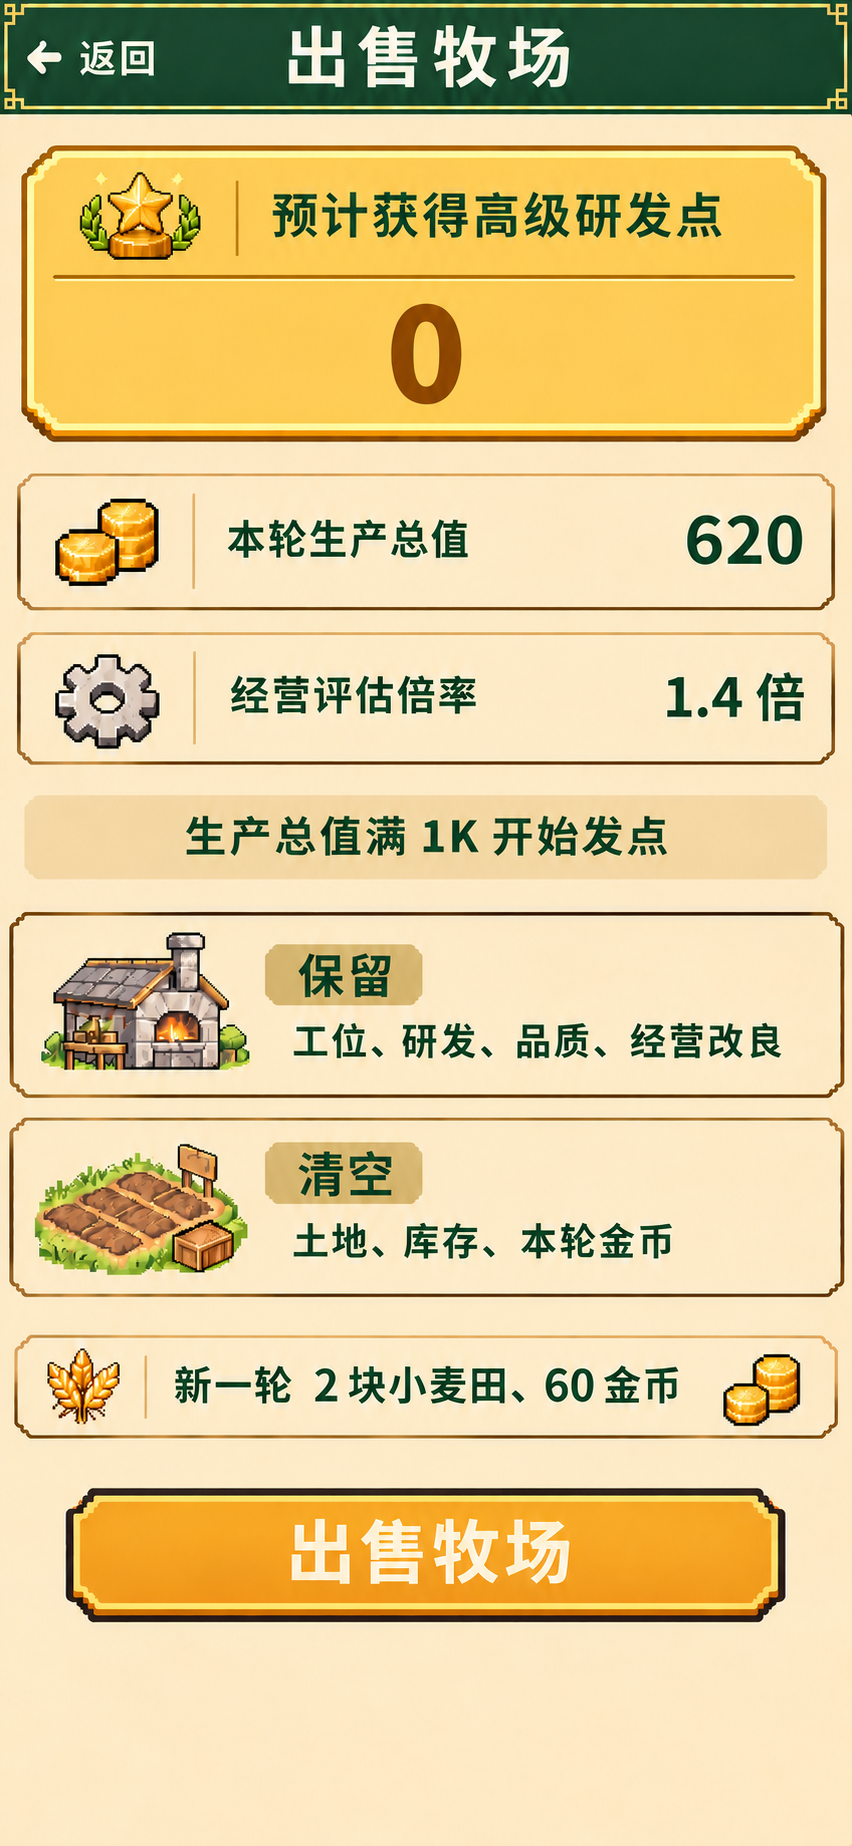 返回
出售牧场
预计获得高级研发点
0
本轮生产总值
620
经营评估倍率
1.4 倍
生产总值满 1K 开始发点
保留
工位、研发、品质、经营改良
清空
土地、库存、本轮金币
新一轮 2 块小麦田、60 金币
出售牧场